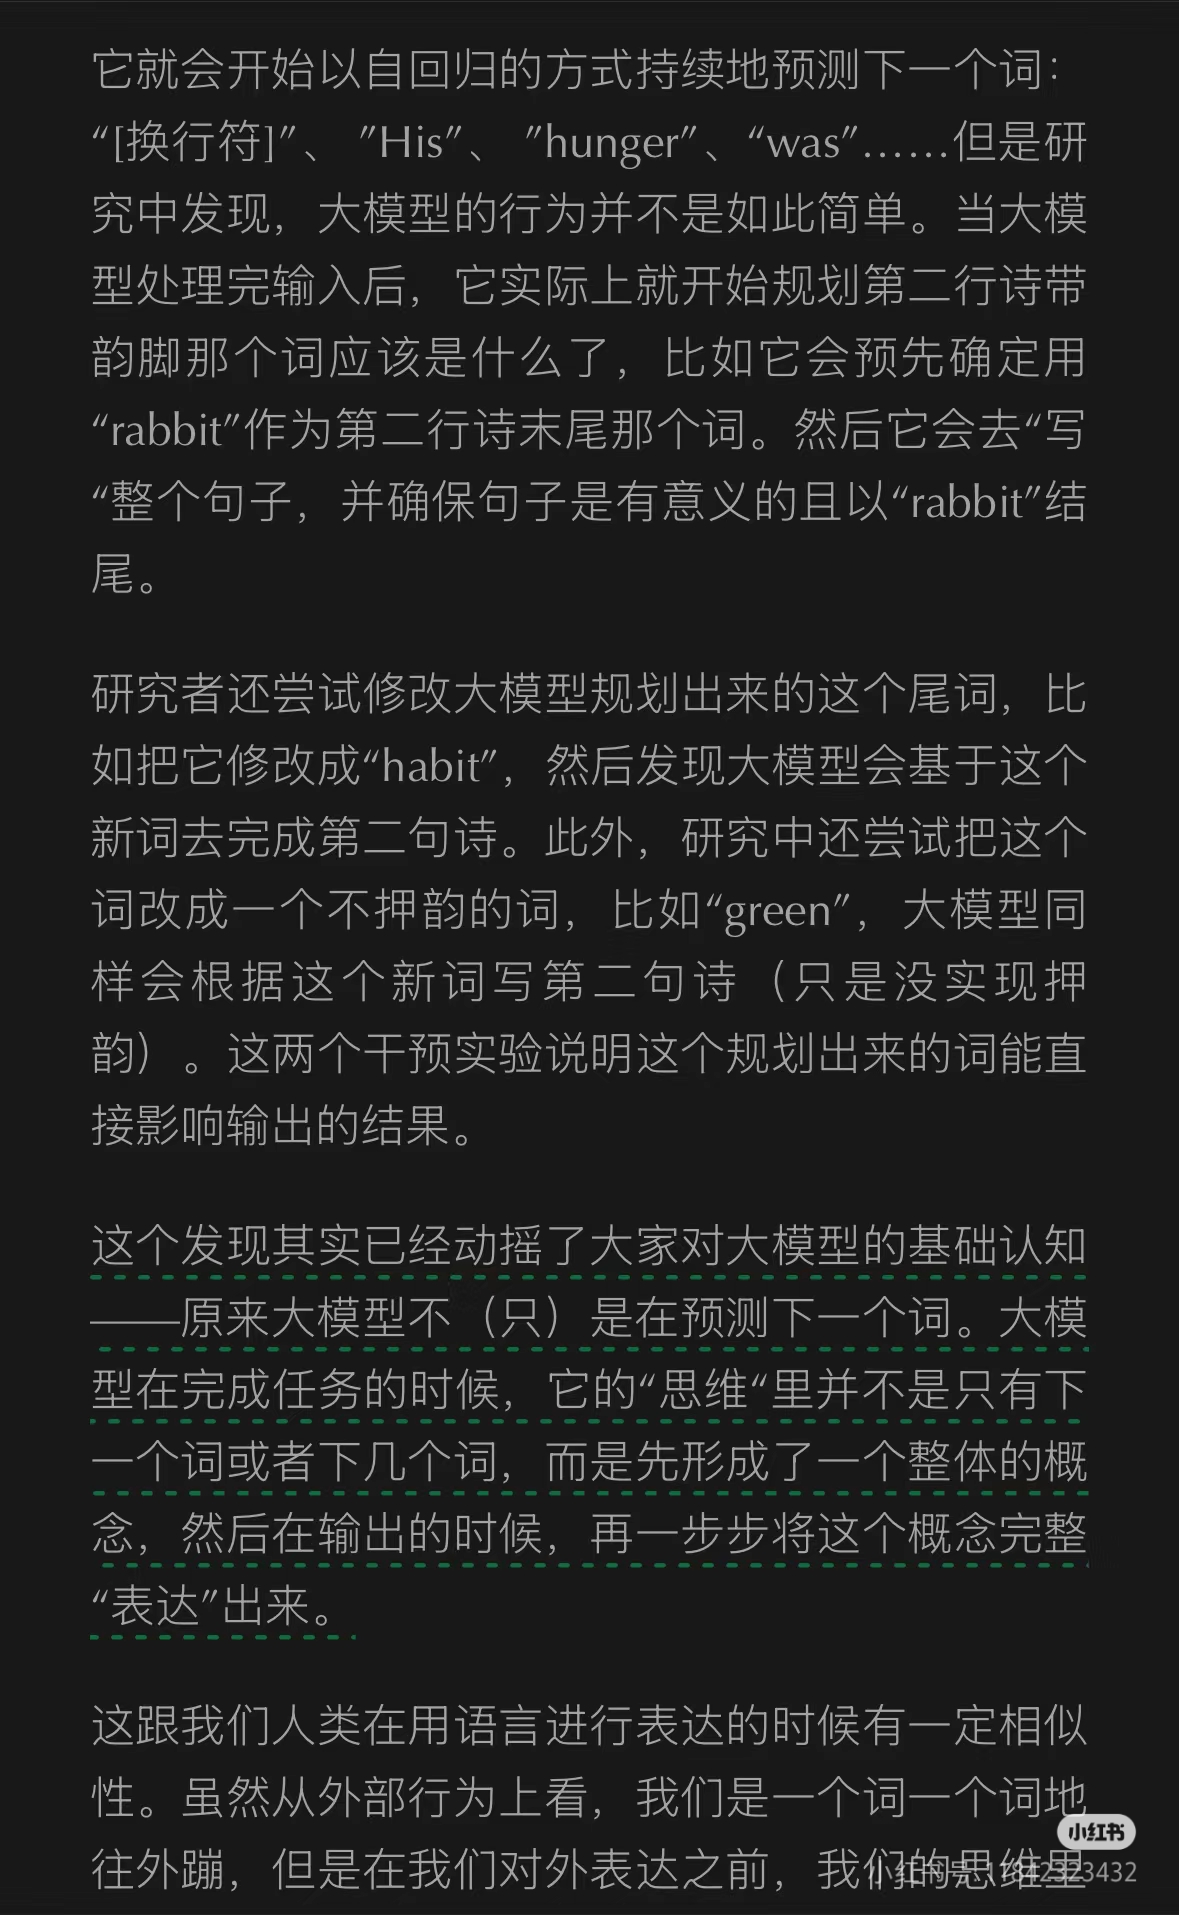 它就会开始以自回归的方式持续地预测下一个词：
“[换行符]”、 ”His”、 ”hunger”、“was”……但是研
究中发现，大模型的行为并不是如此简单。当大模
型处理完输入后，它实际上就开始规划第二行诗带
韵脚那个词应该是什么了，比如它会预先确定用
“rabbit”作为第二行诗末尾那个词。然后它会去“写
“整个句子，并确保句子是有意义的且以“rabbit”结
尾。
研究者还尝试修改大模型规划出来的这个尾词，比
如把它修改成“habit”，然后发现大模型会基于这个
新词去完成第二句诗。此外，研究中还尝试把这个
词改成一个不押韵的词，比如“green”，大模型同
样会根据这个新词写第二句诗（只是没实现押
韵）。这两个干预实验说明这个规划出来的词能直
接影响输出的结果。
这个发现其实已经动摇了大家对大模型的基础认知
——原来大模型不（只）是在预测下一个词。大模
型在完成任务的时候，它的“思维“里并不是只有下
一个词或者下几个词，而是先形成了一个整体的概
念，然后在输出的时候，再一步步将这个概念完整
“表达”出来。
这跟我们人类在用语言进行表达的时候有一定相似
性。虽然从外部行为上看，我们是一个词一个词地
往外蹦，但是在我们对外表达之前，我们的思维里
小红书
小红书号:11842323432